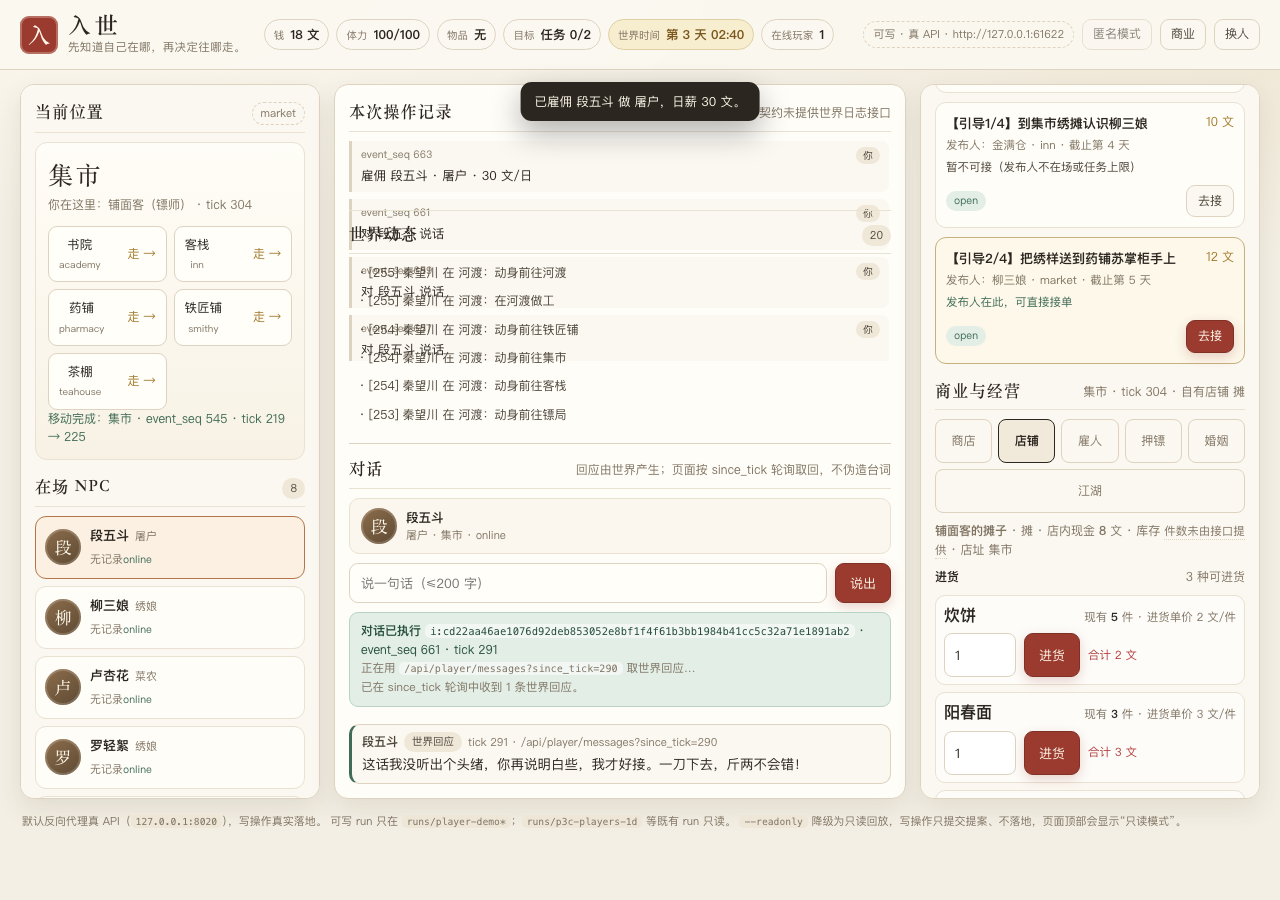 入
入世
先知道自己在哪，再决定往哪走。
钱 18 文
体力 100/100
物品 无
目标 任务 0/2
世界时间 第 3 天 02:40
在线玩家 1
可写 · 真 API · http://127.0.0.1:61622
匿名模式
商业
换人
已雇佣 段五斗 做 屠户，日薪 30 文。
当前位置
market
集市
你在这里：铺面客（镖师） · tick 304
书院
academy
走 →
客栈
inn
走 →
药铺
pharmacy
走 →
铁匠铺
smithy
走 →
茶棚
teahouse
走 →
移动完成：集市 · event_seq 545 · tick 219
→ 225
在场 NPC
8
段
段五斗 屠户
无记录online
柳
柳三娘 绣娘
无记录online
卢
卢杏花 菜农
无记录online
罗
罗轻絮 绣娘
无记录online
本次操作记录
契约未提供世界日志接口
event_seq 663
你
雇佣 段五斗 · 屠户 · 30 文/日
event_seq 661
你
对 段五斗 说话
世界动态
20
你
· [255] 秦望川 在 河渡：动身前往河渡
对 段五斗 说话
· [255] 秦望川 在 河渡：在河渡做工
你
· [254] 秦望川 在 河渡：动身前往铁匠铺
对 段五斗 说话
· [254] 秦望川 在 河渡：动身前往集市
· [254] 秦望川 在 河渡：动身前往客栈
· [253] 秦望川 在 河渡：动身前往镖局
对话
回应由世界产生；页面按 since_tick 轮询取回，不伪造台词
段
段五斗
屠户 · 集市 · online
说一句话（≤200 字）
说出
对话已执行 i:cd22aa46ae1076d92deb853052e8bf1f4f61b3bb1984b41cc5c32a71e1891ab2 ·
event_seq 661 · tick 291
正在用 /api/player/messages?since_tick=290 取世界回应…
已在 since_tick 轮询中收到 1 条世界回应。
段五斗 世界回应 tick 291 · /api/player/messages?since_tick=290
这话我没听出个头绪，你再说明白些，我才好接。一刀下去，斤两不会错！
【引导1/4】到集市绣摊认识柳三娘
10 文
发布人：金满仓 · inn · 截止第 4 天
暂不可接（发布人不在场或任务上限）
open
去接
【引导2/4】把绣样送到药铺苏掌柜手上
12 文
发布人：柳三娘 · market · 截止第 5 天
发布人在此，可直接接单
open
去接
商业与经营
集市 · tick 304 · 自有店铺 摊
商店
店铺
雇人
押镖
婚姻
江湖
铺面客的摊子 · 摊 · 店内现金 8 文 · 库存 件数未由接口提
供 · 店址 集市
进货
3 种可进货
炊饼
现有 5 件 · 进货单价 2 文/件
1
进货
合计 2 文
阳春面
现有 3 件 · 进货单价 3 文/件
1
进货
合计 3 文
默认反向代理真 API（ 127.0.0.1:8020 ），写操作真实落地。 可写 run 只在 runs/player-demo* ； runs/p3c-players-1d 等既有 run 只读。 --readonly 降级为只读回放，写操作只提交提案、不落地，页面顶部会显示“只读模式”。